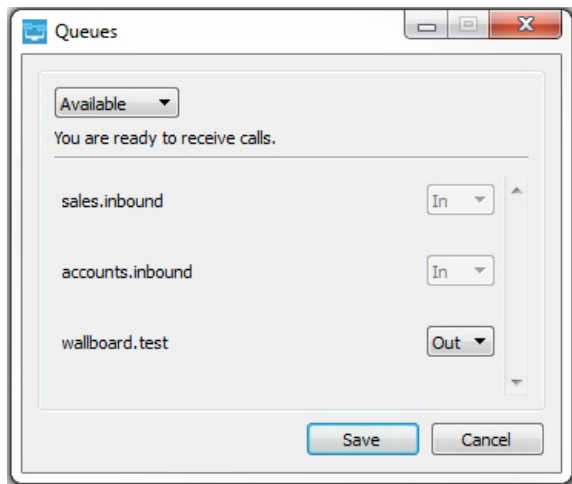 Queues
Available
You are ready to receive calls.
sales.inbound In
accounts.inbound In
wallboard.test Out
Save Cancel